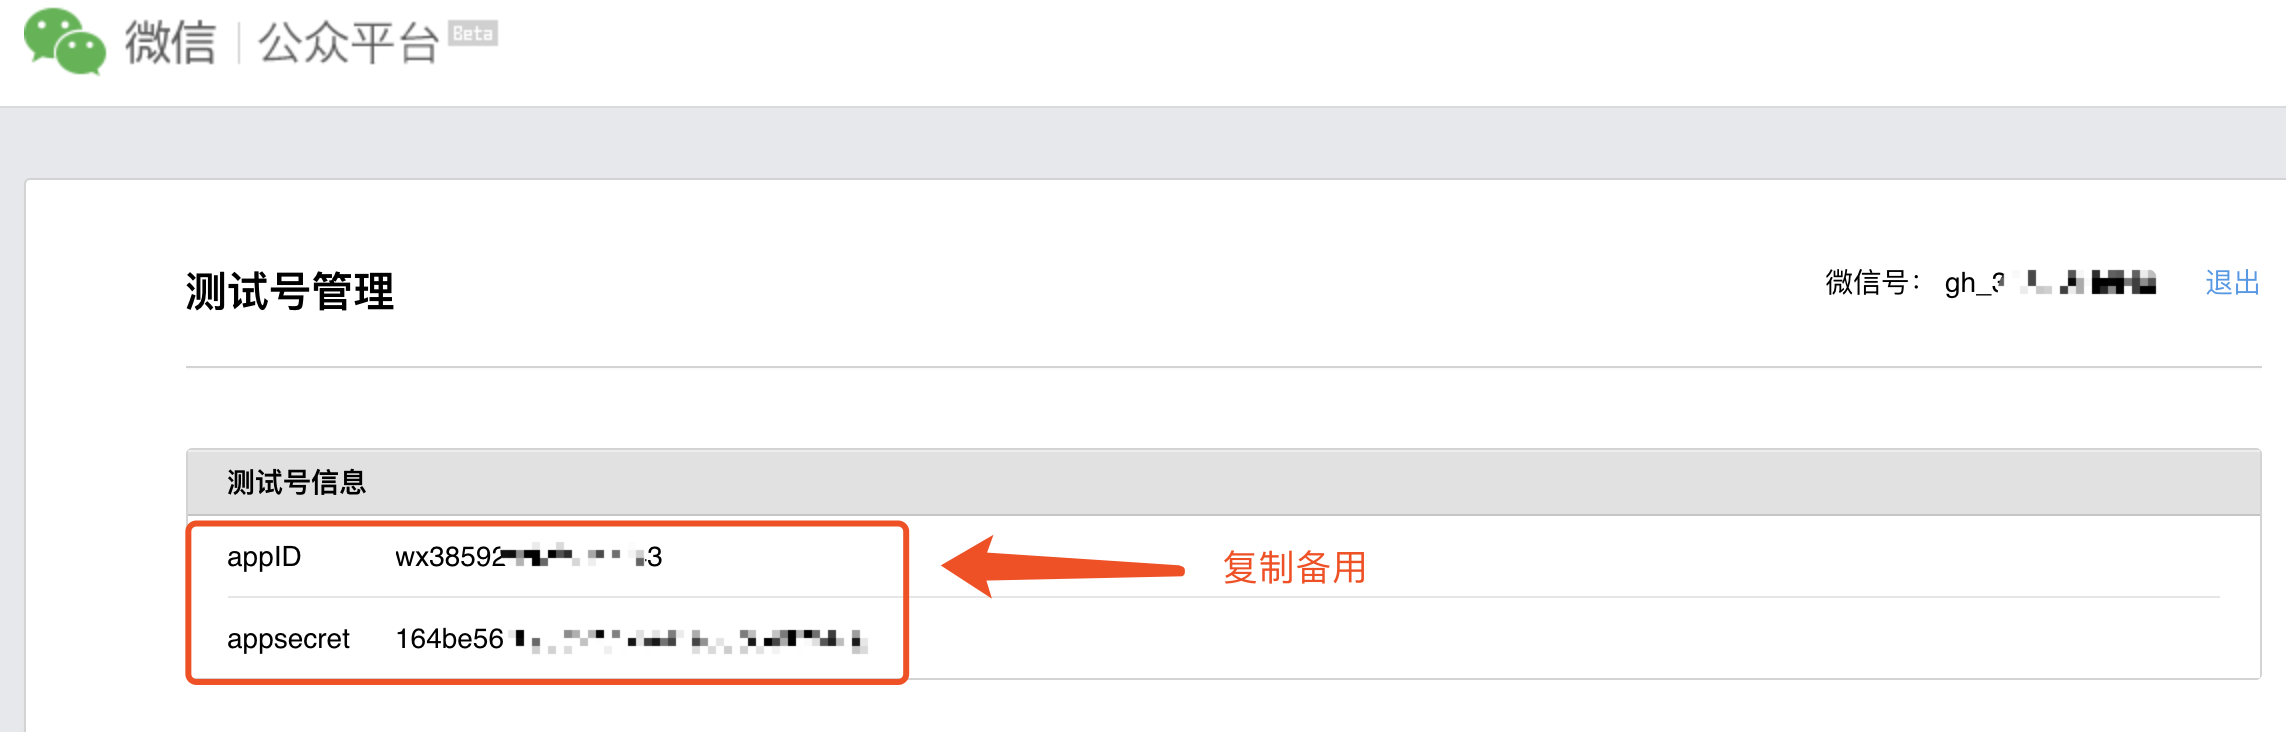 微信 | 公众平台 Beta
测试号管理
微信号： gh_3 退出
测试号信息
appID wx38592 3
复制备用
appsecret 164be56